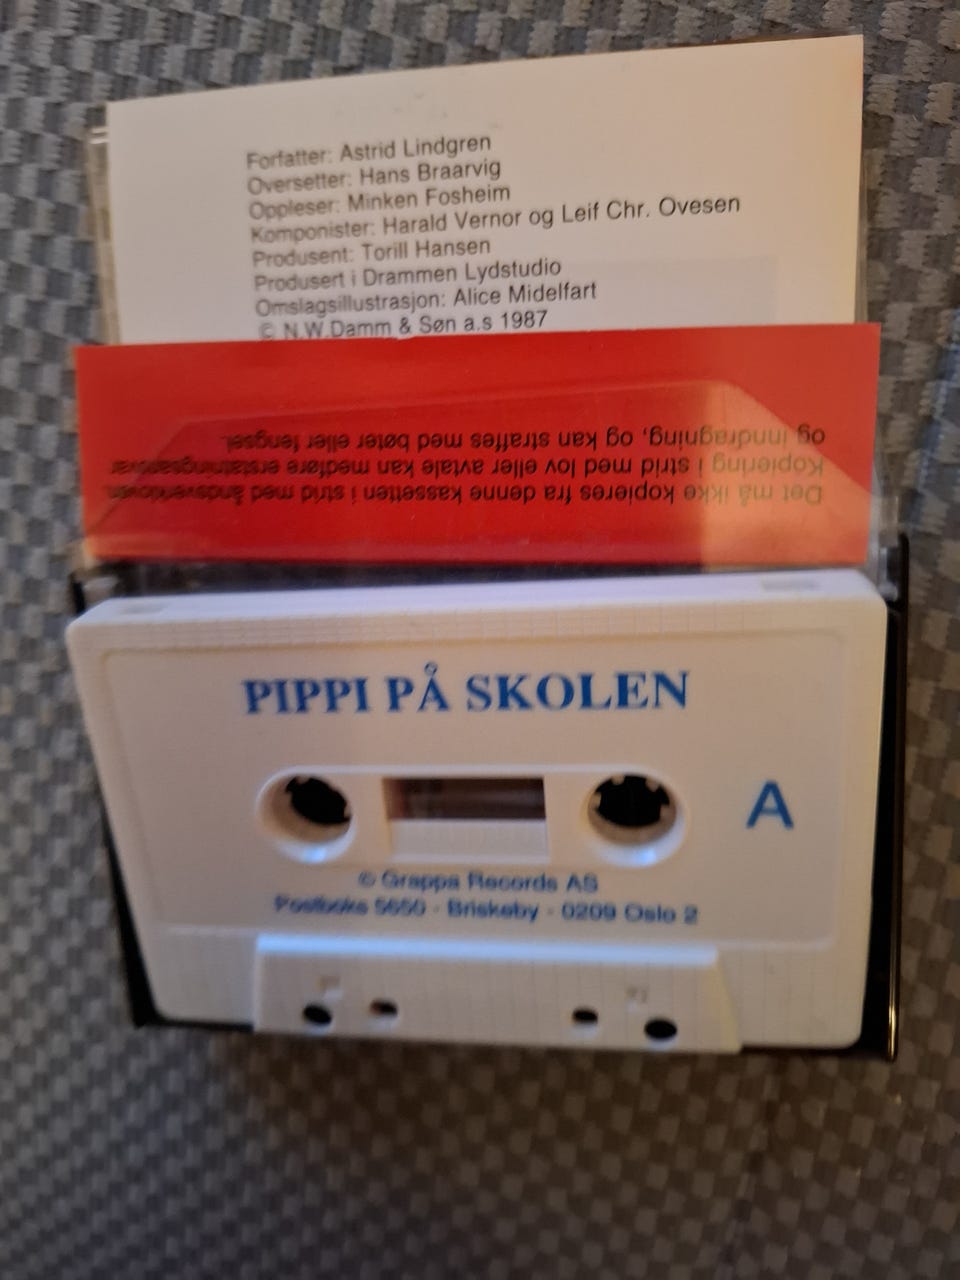 Forfatter: Astrid Lindgren
Oversetter: Hans Braarvig
Oppleser: Minken Fosheim
Komponister: Harald Vernor og Leif Chr. Ovesen
Produsent: Torill Hansen
Produsert i Drammen Lydstudio
Omslagsillustrasjon: Alice Midelfart
© N.W.Damm & Søn a.s 1987
Det må ikke kopieres fra denne kassetten i strid med åndsverkloven.
Kopiering i strid med lov eller avtale kan medføre erstatningsansvar
og inndragning, og kan straffes med bøter eller fengsel.
PIPPI PÅ SKOLEN
A
© Grappa Records AS
Postboks 5650 - Briskeby - 0209 Oslo 2